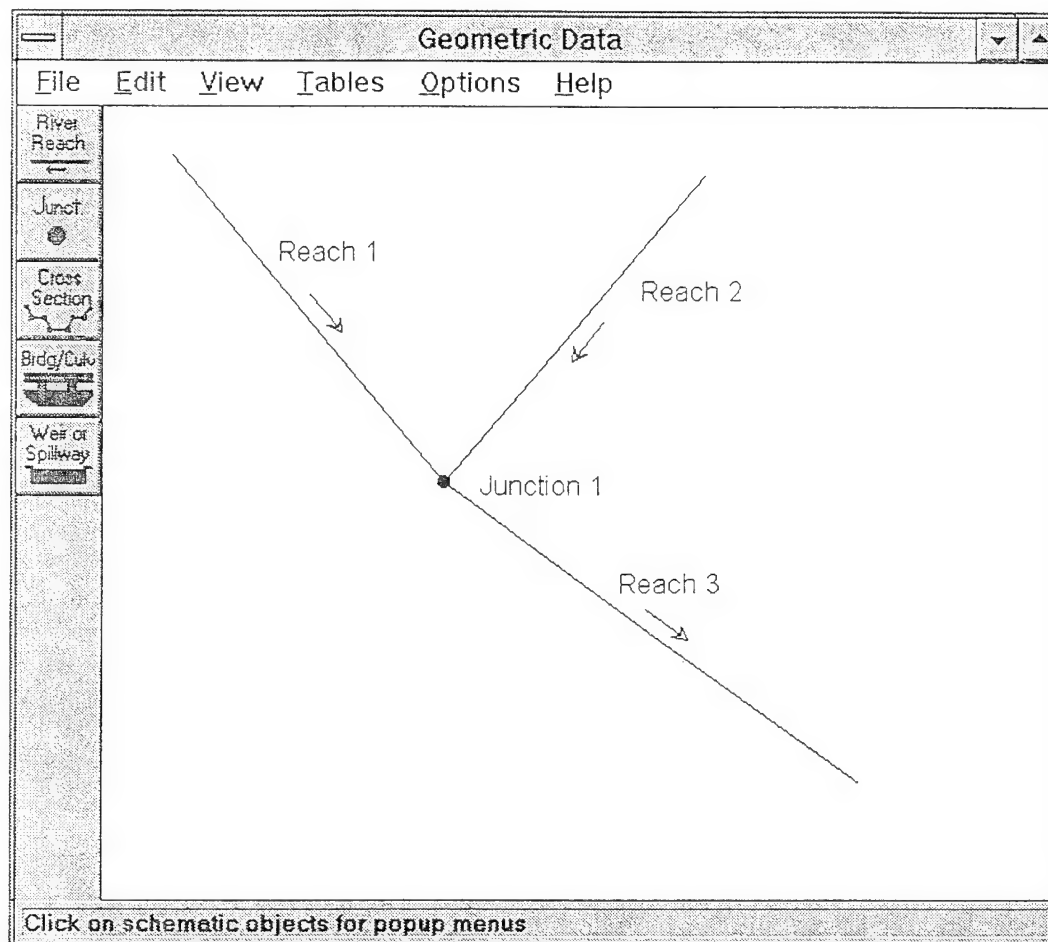 Geometric Data
File Edit View Tables Options Help
River
Reach
Junct.
Cross
Section
Brdg/Culv
Weir or
Spillway
Reach 1
Reach 2
Junction 1
Reach 3
Click on schematic objects for popup menus